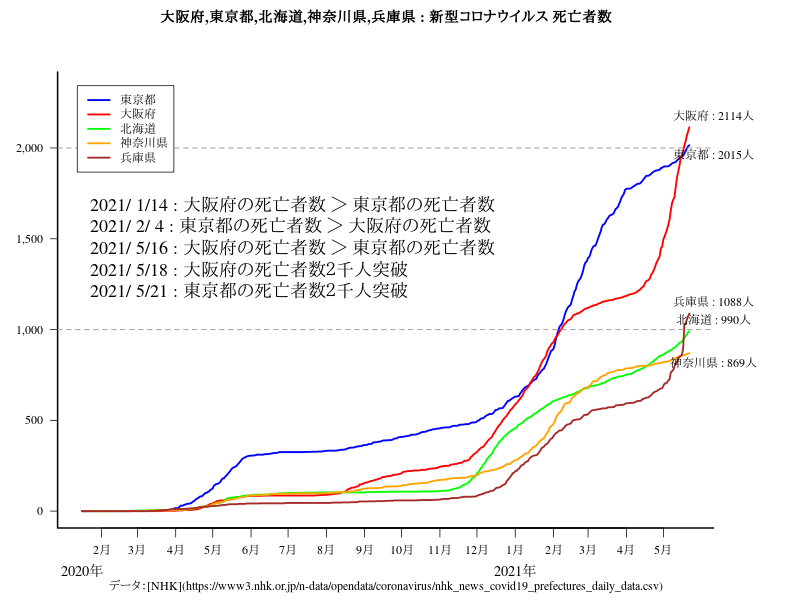 大阪府,東京都,北海道,神奈川県,兵庫県 : 新型コロナウイルス 死亡者数
東京都
大阪府
北海道
神奈川県
兵庫県
大阪府 : 2114人
東京都 : 2015人
兵庫県 : 1088人
北海道 : 990人
神奈川県 : 869人
2021/ 1/14 : 大阪府の死亡者数 ＞ 東京都の死亡者数
2021/ 2/ 4 : 東京都の死亡者数 ＞ 大阪府の死亡者数
2021/ 5/16 : 大阪府の死亡者数 ＞ 東京都の死亡者数
2021/ 5/18 : 大阪府の死亡者数2千人突破
2021/ 5/21 : 東京都の死亡者数2千人突破
2,000
1,500
1,000
500
0
2月 3月 4月 5月 6月 7月 8月 9月 10月 11月 12月 1月 2月 3月 4月 5月
2020年 2021年
データ:[NHK](https://www3.nhk.or.jp/n-data/opendata/coronavirus/nhk_news_covid19_prefectures_daily_data.csv)